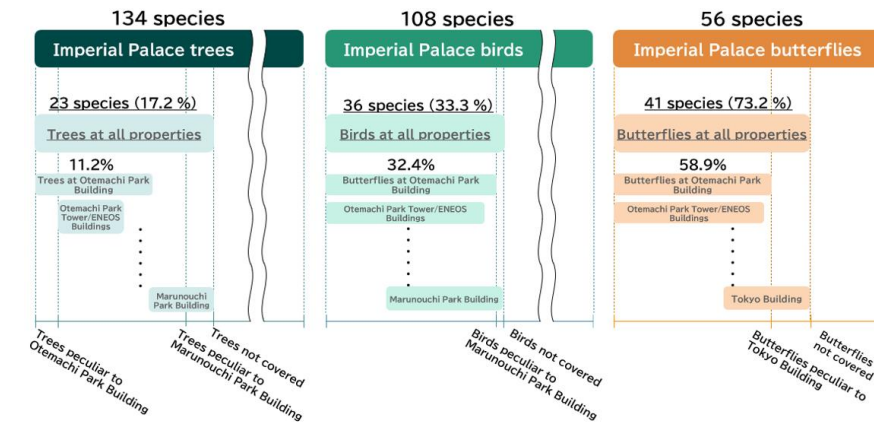 134 species
Imperial Palace trees
23 species (17.2 %)
Trees at all properties
11.2%
Trees at Otemachi Park
Building
Otemachi Park
Tower/ENEOS
Buildings
Marunouchi
Park Building
Trees peculiar to
Otemachi Park Building
Trees peculiar to
Marunouchi Park Building
Trees not covered
108 species
Imperial Palace birds
36 species (33.3 %)
Birds at all properties
32.4%
Butterflies at Otemachi Park
Building
Otemachi Park Tower/ENEOS
Buildings
Marunouchi Park Building
Birds peculiar to
Marunouchi Park Building
Birds not covered
56 species
Imperial Palace butterflies
41 species (73.2 %)
Butterflies at all properties
58.9%
Butterflies at Otemachi Park
Building
Otemachi Park Tower/ENEOS
Buildings
Tokyo Building
Butterflies peculiar to
Tokyo Building
Butterflies
not covered